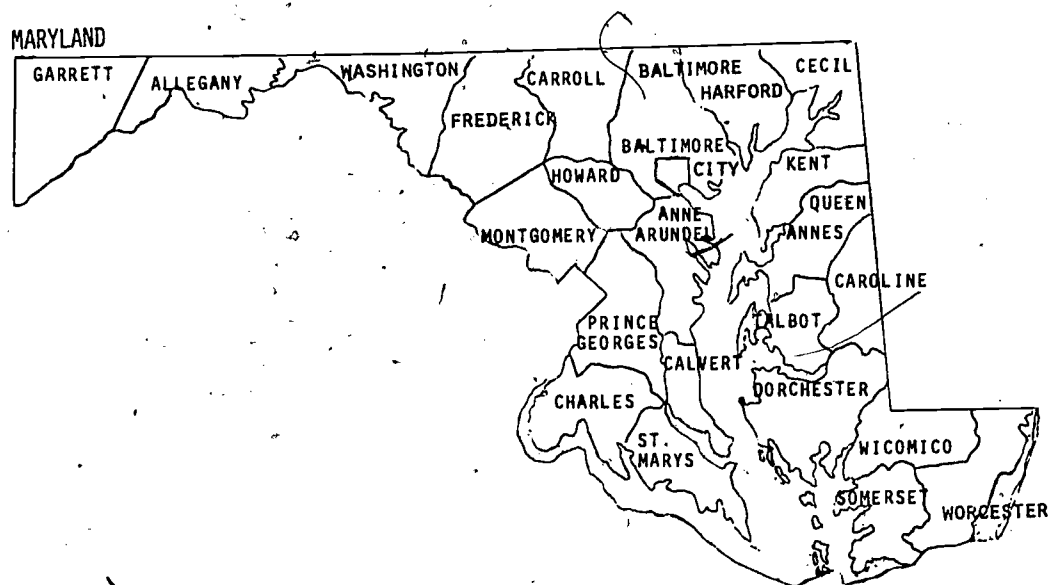 MARYLAND
GARRETT
ALLEGANY
WASHINGTON
FREDERICK
CARROLL
BALTIMORE
HARFORD
CECIL
BALTIMORE
CITY
HOWARD
KENT
QUEEN
ANNES
ANNE
ARUNDEL
MONTGOMERY
CAROLINE
TALBOT
PRINCE
GEORGES
CALVERT
DORCHESTER
CHARLES
ST.
MARYS
WICOMICO
SOMERSET
WORCESTER